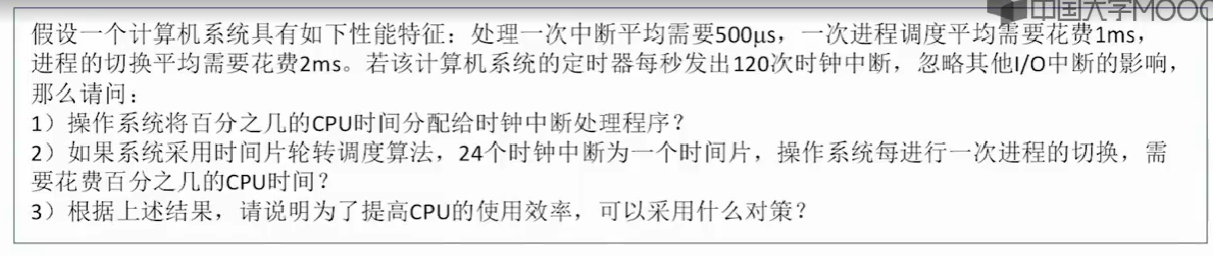 中国大学MOOC
假设一个计算机系统具有如下性能特征：处理一次中断平均需要500μs，一次进程调度平均需要花费1ms，
进程的切换平均需要花费2ms。若该计算机系统的定时器每秒发出120次时钟中断，忽略其他I/O中断的影响，
那么请问：
1）操作系统将百分之几的CPU时间分配给时钟中断处理程序？
2）如果系统采用时间片轮转调度算法，24个时钟中断为一个时间片，操作系统每进行一次进程的切换，需
要花费百分之几的CPU时间？
3）根据上述结果，请说明为了提高CPU的使用效率，可以采用什么对策？